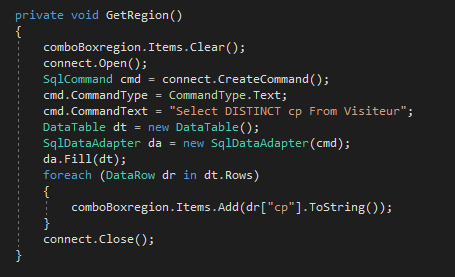 private void GetRegion()
{
comboBoxregion.Items.Clear();
connect.Open();
SqlCommand cmd = connect.CreateCommand();
cmd.CommandType = CommandType.Text;
cmd.CommandText = "Select DISTINCT cp From Visiteur";
DataTable dt = new DataTable();
SqlDataAdapter da = new SqlDataAdapter(cmd);
da.Fill(dt);
foreach (DataRow dr in dt.Rows)
{
comboBoxregion.Items.Add(dr["cp"].ToString());
}
connect.Close();
}